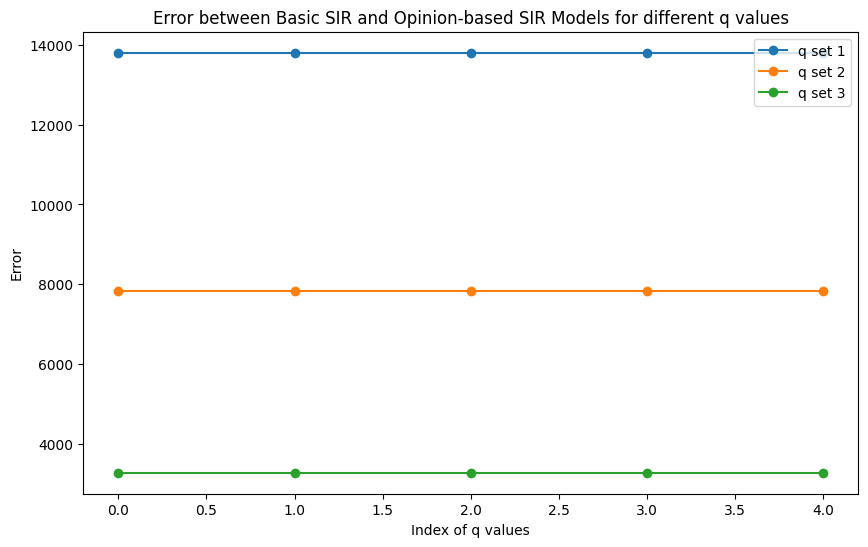 Error between Basic SIR and Opinion-based SIR Models for different q values
14000
12000
10000
8000
6000
4000
Error
q set 1
q set 2
q set 3
0.0 0.5 1.0 1.5 2.0 2.5 3.0 3.5 4.0
Index of q values